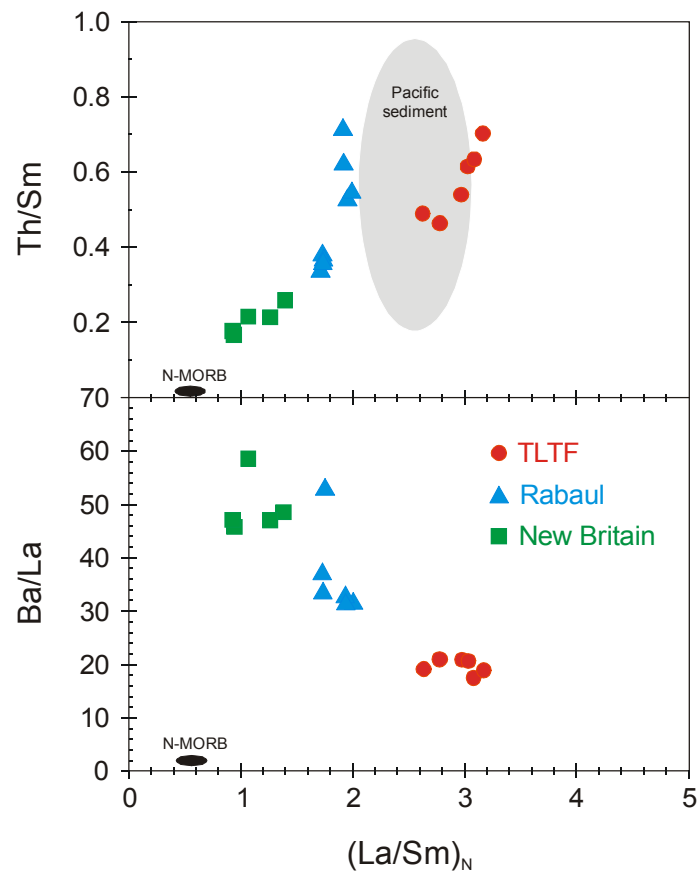 1.0
0.8
0.6
0.4
0.2
Th/Sm
Pacific
sediment
N-MORB
70
60
50
40
30
20
10
0
Ba/La
TLTF
Rabaul
New Britain
N-MORB
0 1 2 3 4 5
(La/Sm)N